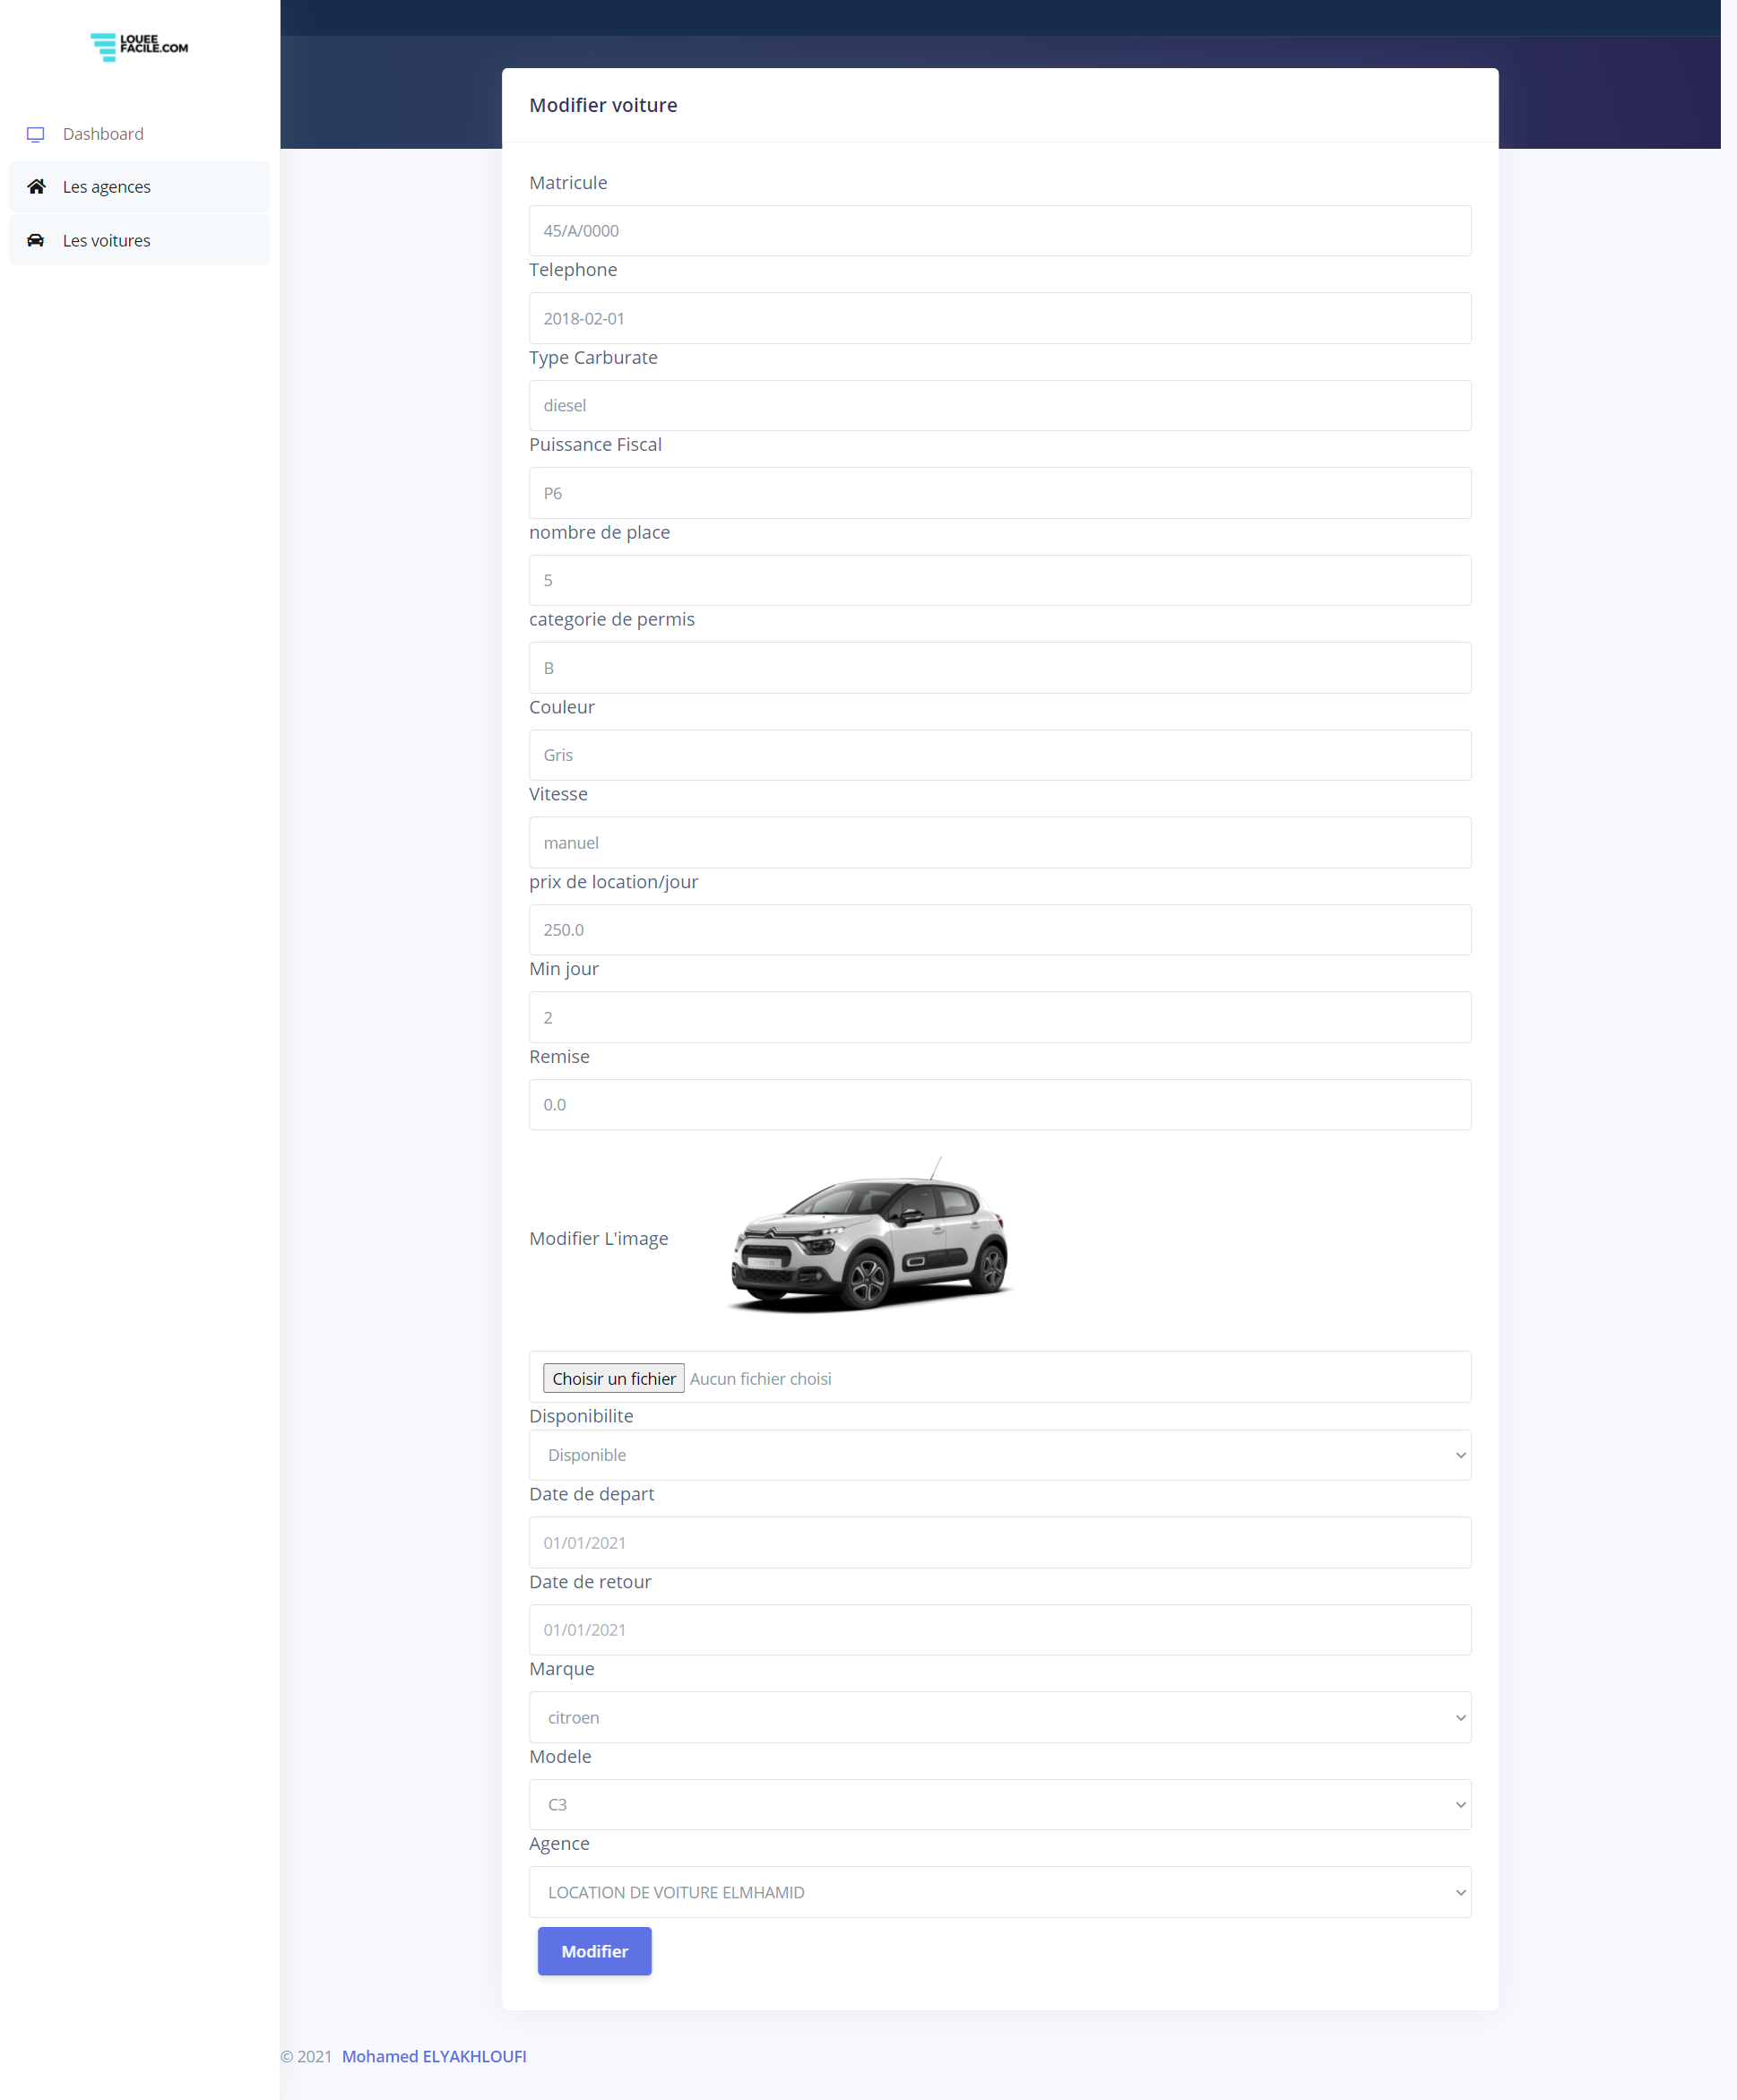 LOUEE
FACILE.COM
Dashboard
Les agences
Les voitures
Modifier voiture
Matricule
45/A/0000
Telephone
2018-02-01
Type Carburate
diesel
Puissance Fiscal
P6
nombre de place
5
categorie de permis
B
Couleur
Gris
Vitesse
manuel
prix de location/jour
250.0
Min jour
2
Remise
0.0
Modifier L'image
Choisir un fichier Aucun fichier choisi
Disponibilite
Disponible
Date de depart
01/01/2021
Date de retour
01/01/2021
Marque
citroen
Modele
C3
Agence
LOCATION DE VOITURE ELMHAMID
Modifier
© 2021 Mohamed ELYAKHLOUFI